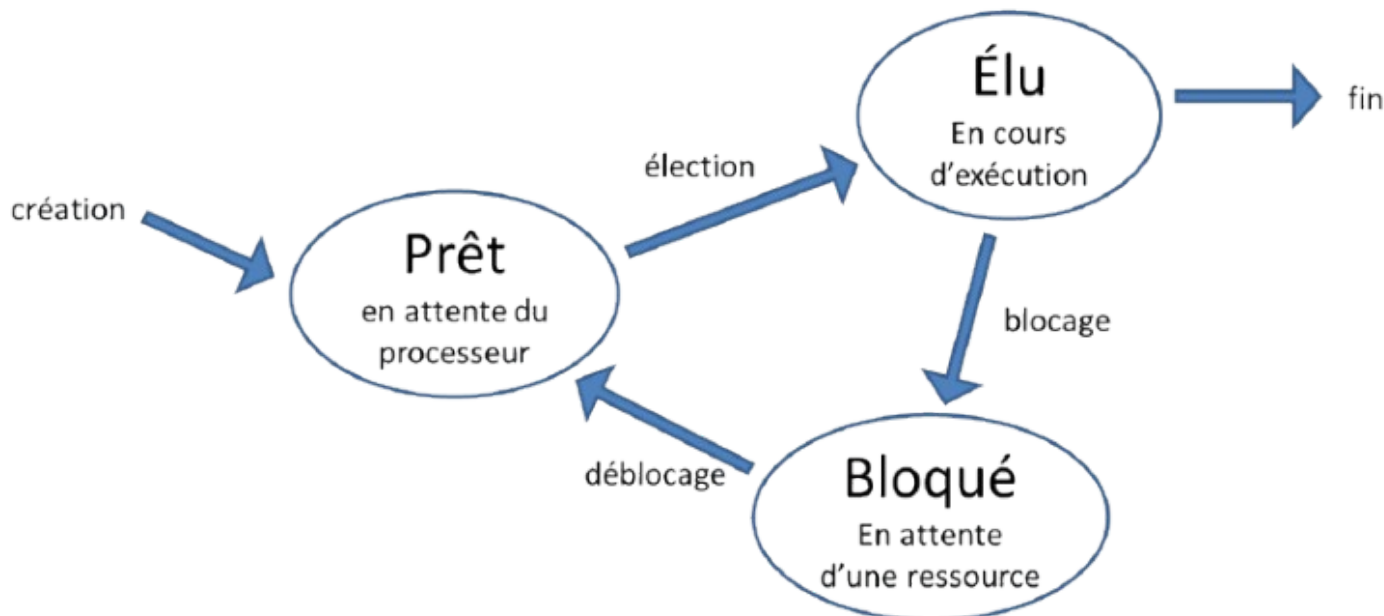 Élu
En cours
d'exécution
fin
élection
création
Prêt
en attente du
processeur
blocage
déblocage
Bloqué
En attente
d'une ressource